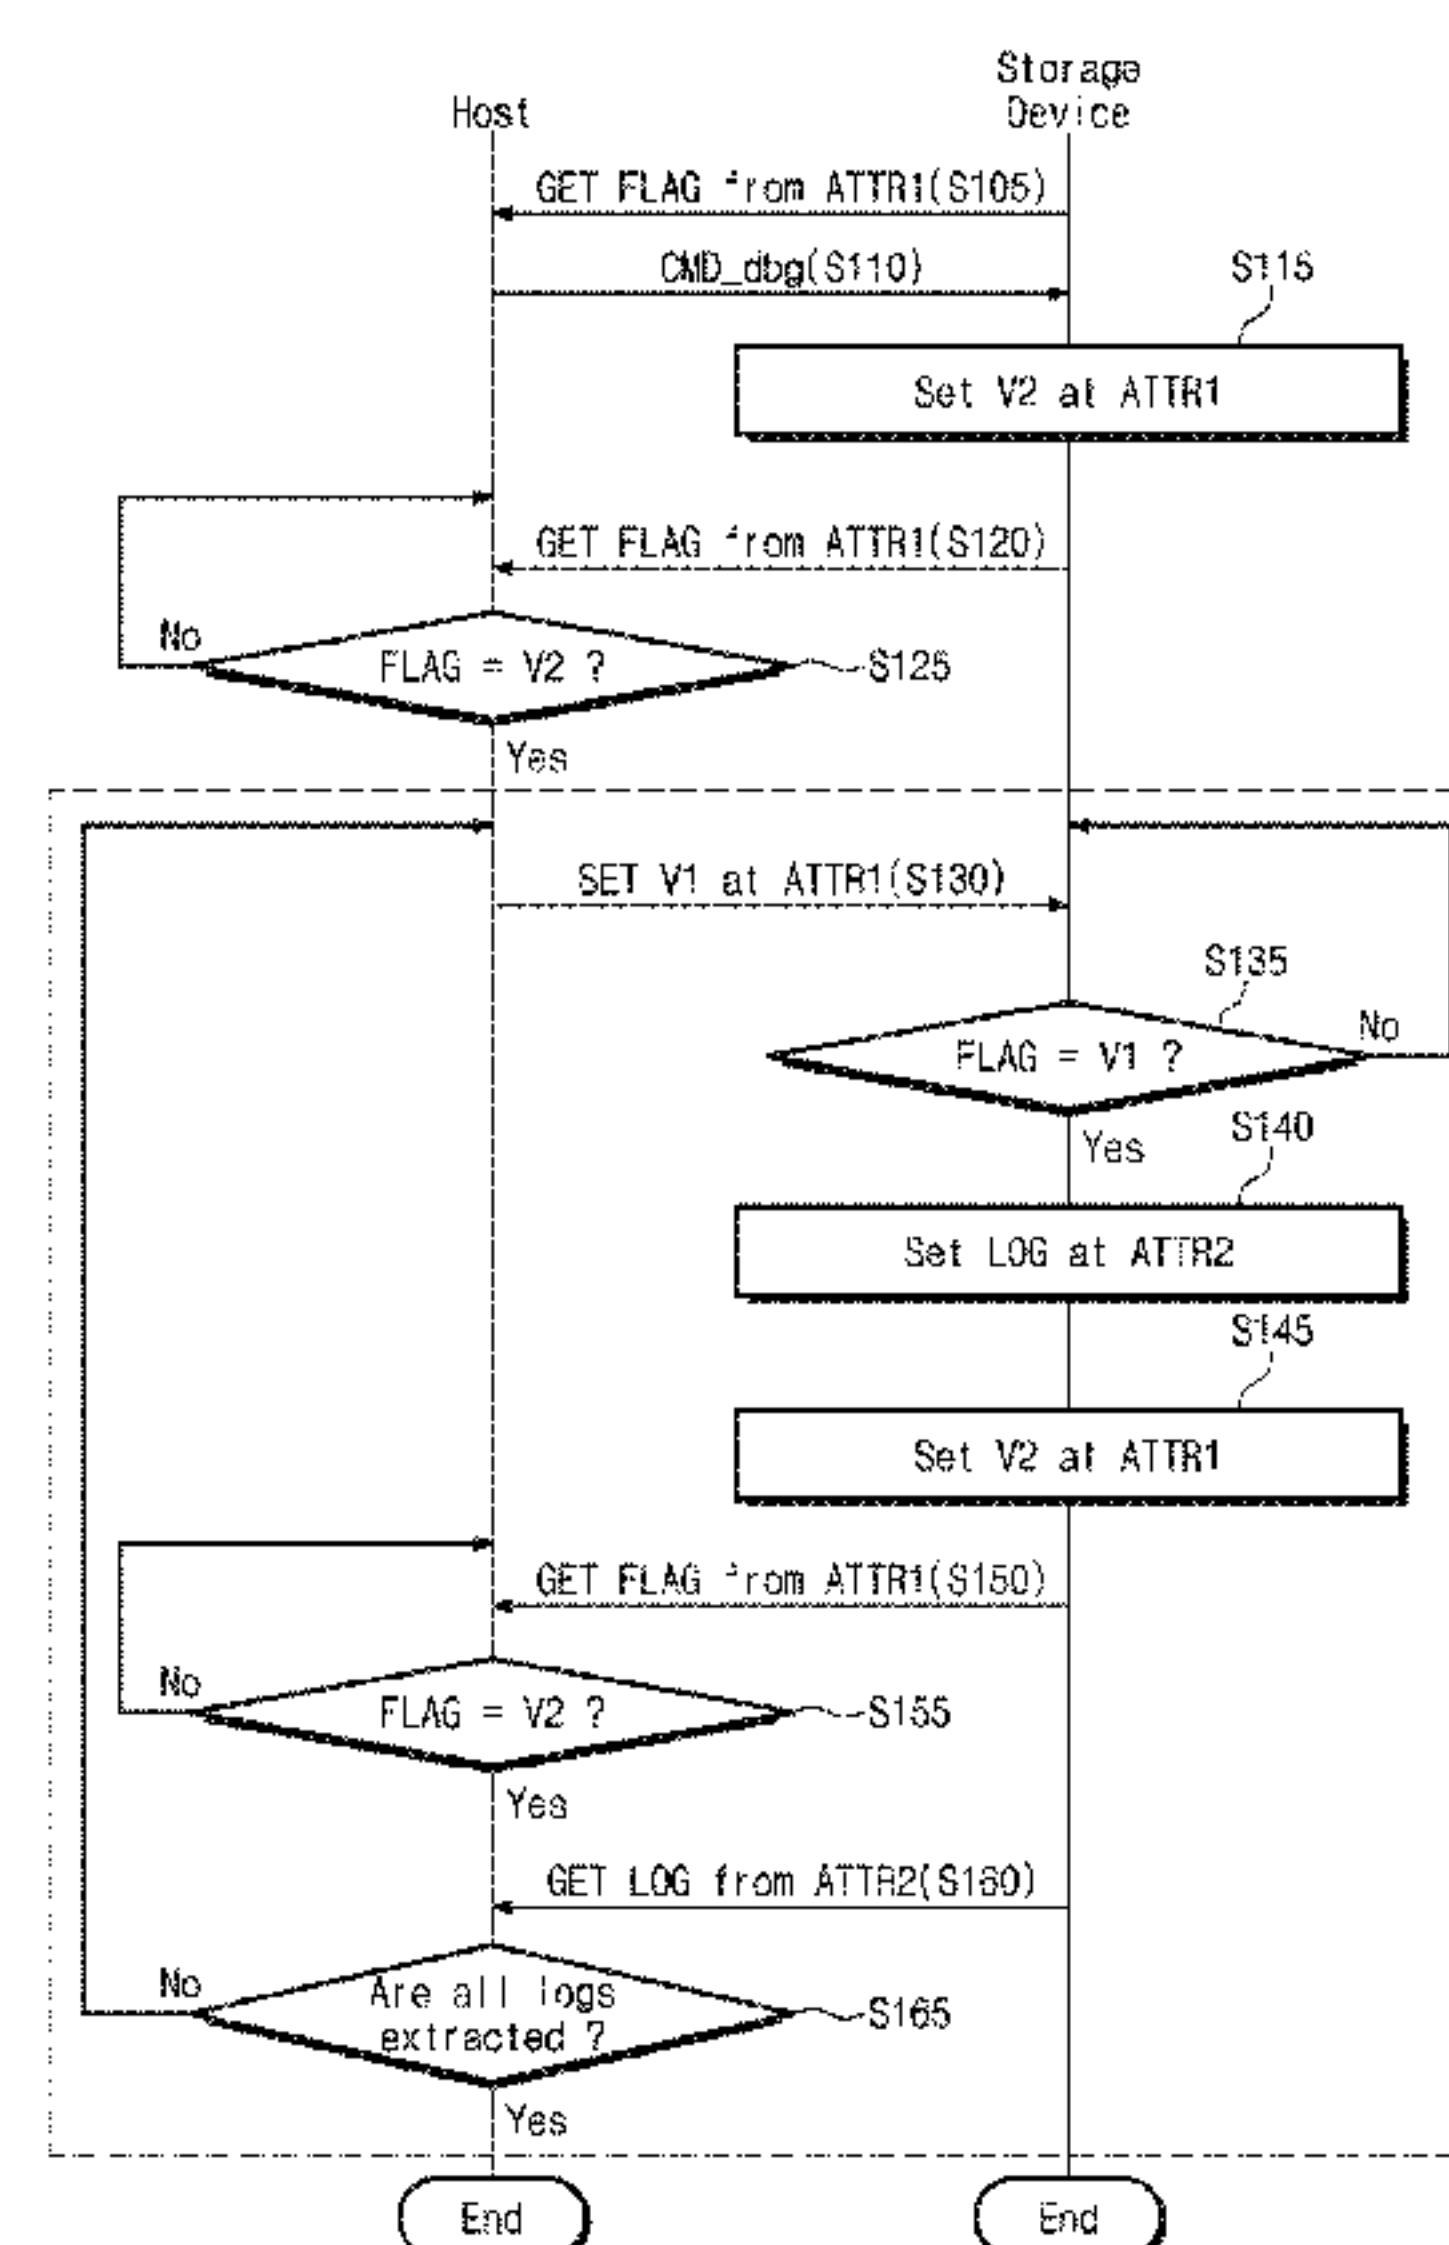 Host
Storage
Device
GET FLAG from ATTR1(S105)
CMD_dbg(S110)
S115
Set V2 at ATTR1
GET FLAG from ATTR1(S120)
No
FLAG = V2 ?
S125
Yes
SET V1 at ATTR1(S130)
S135
FLAG = V1 ?
No
Yes
S140
Set LOG at ATTR2
S145
Set V2 at ATTR1
GET FLAG from ATTR1(S150)
No
FLAG = V2 ?
S155
Yes
GET LOG from ATTR2(S160)
No
Are all logs
extracted ?
S165
Yes
End
End